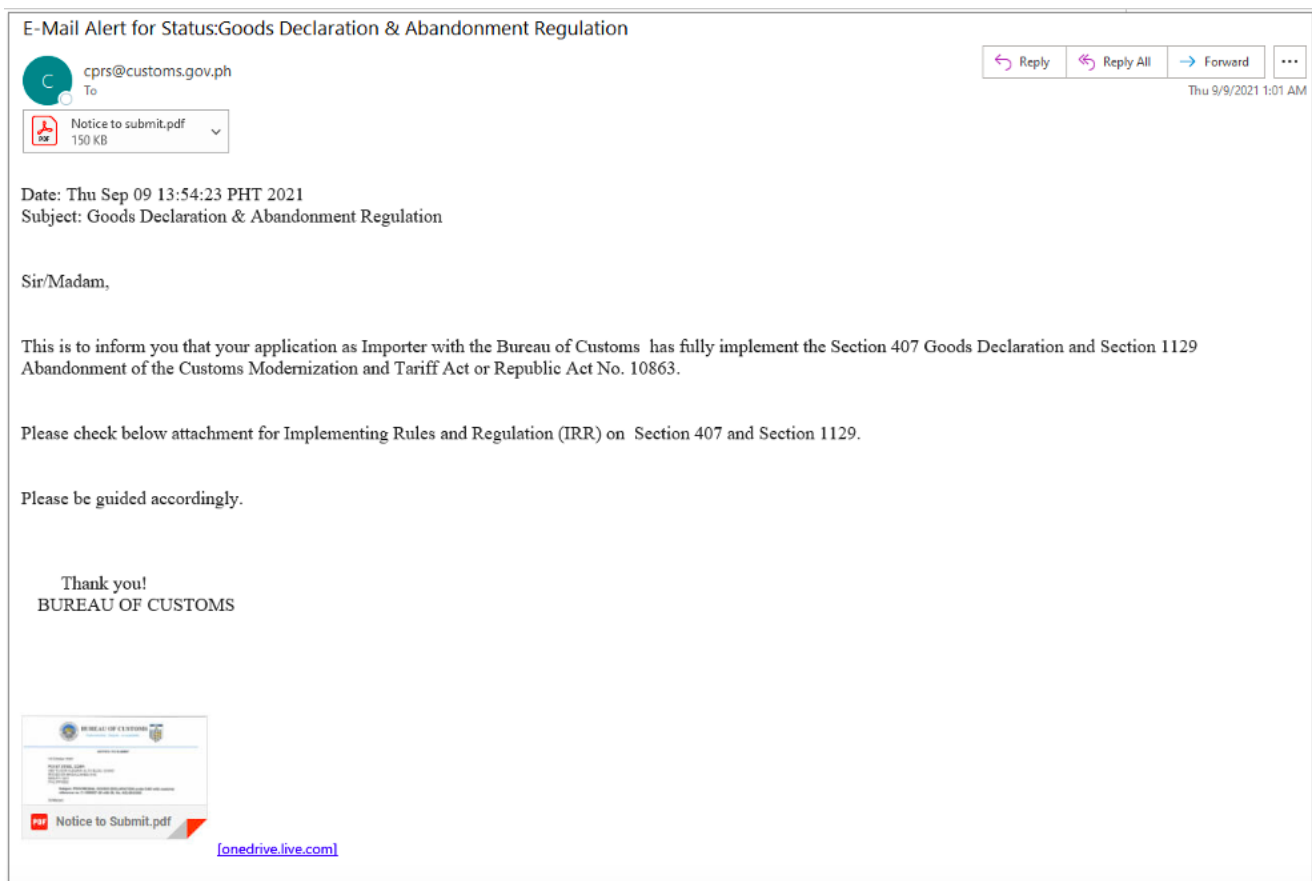 E-Mail Alert for Status:Goods Declaration & Abandonment Regulation
C
cprs@customs.gov.ph
To
Reply
Reply All
Forward
Thu 9/9/2021 1:01 AM
PDF
Notice to submit.pdf
150 KB
Date: Thu Sep 09 13:54:23 PHT 2021
Subject: Goods Declaration & Abandonment Regulation
Sir/Madam,
This is to inform you that your application as Importer with the Bureau of Customs has fully implement the Section 407 Goods Declaration and Section 1129
Abandonment of the Customs Modernization and Tariff Act or Republic Act No. 10863.
Please check below attachment for Implementing Rules and Regulation (IRR) on Section 407 and Section 1129.
Please be guided accordingly.
Thank you!
BUREAU OF CUSTOMS
BUREAU OF CUSTOMS
PDF Notice to Submit.pdf
[onedrive.live.com]